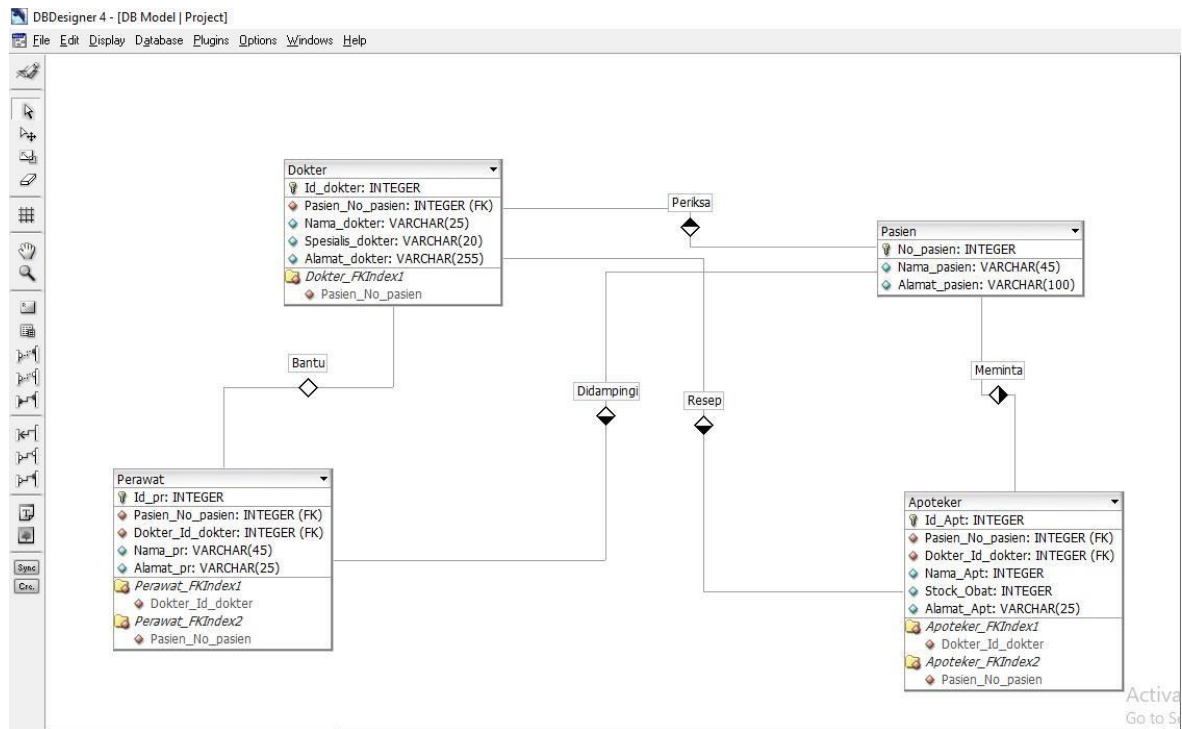 DBDesigner 4 - [DB Model | Project]
File Edit Display Database Plugins Options Windows Help
Dokter
Id_dokter: INTEGER
Pasien_No_pasien: INTEGER (FK)
Nama_dokter: VARCHAR(25)
Spesialis_dokter: VARCHAR(20)
Alamat_dokter: VARCHAR(255)
Dokter_FKIndex1
Pasien_No_pasien
Periksa
Pasien
No_pasien: INTEGER
Nama_pasien: VARCHAR(45)
Alamat_pasien: VARCHAR(100)
Bantu
Didampingi
Resep
Meminta
Perawat
Id_pr: INTEGER
Pasien_No_pasien: INTEGER (FK)
Dokter_Id_dokter: INTEGER (FK)
Nama_pr: VARCHAR(45)
Alamat_pr: VARCHAR(25)
Perawat_FKIndex1
Dokter_Id_dokter
Perawat_FKIndex2
Pasien_No_pasien
Apoteker
Id_Apt: INTEGER
Pasien_No_pasien: INTEGER (FK)
Dokter_Id_dokter: INTEGER (FK)
Nama_Apt: INTEGER
Stock_Obat: INTEGER
Alamat_Apt: VARCHAR(25)
Apoteker_FKIndex1
Dokter_Id_dokter
Apoteker_FKIndex2
Pasien_No_pasien
Sync
Activa
Go to S